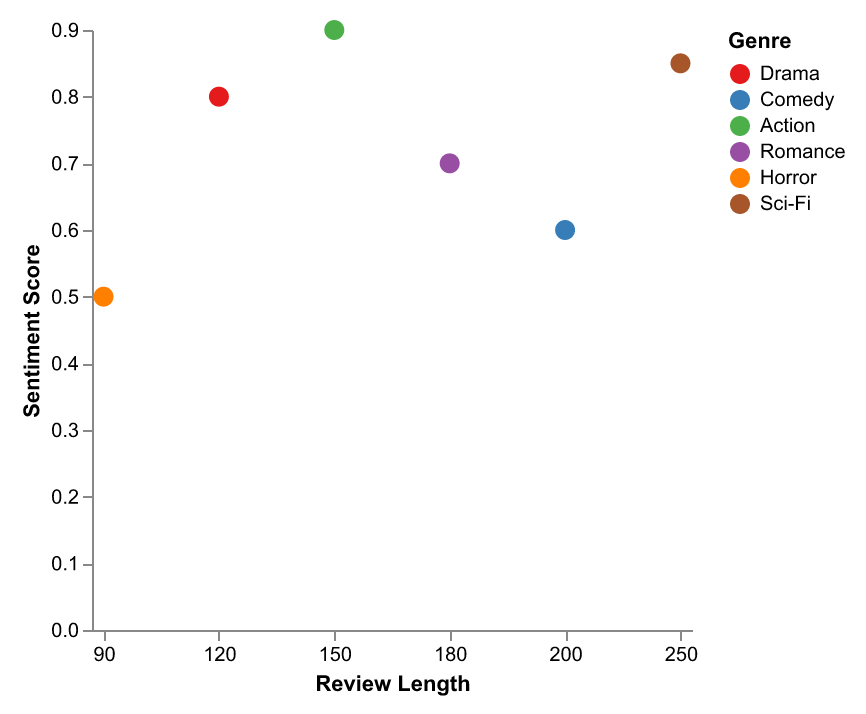 0.9
0.8
0.7
0.6
0.5
0.4
0.3
0.2
0.1
0.0
Sentiment Score
90 120 150 180 200 250
Review Length
Genre
Drama
Comedy
Action
Romance
Horror
Sci-Fi